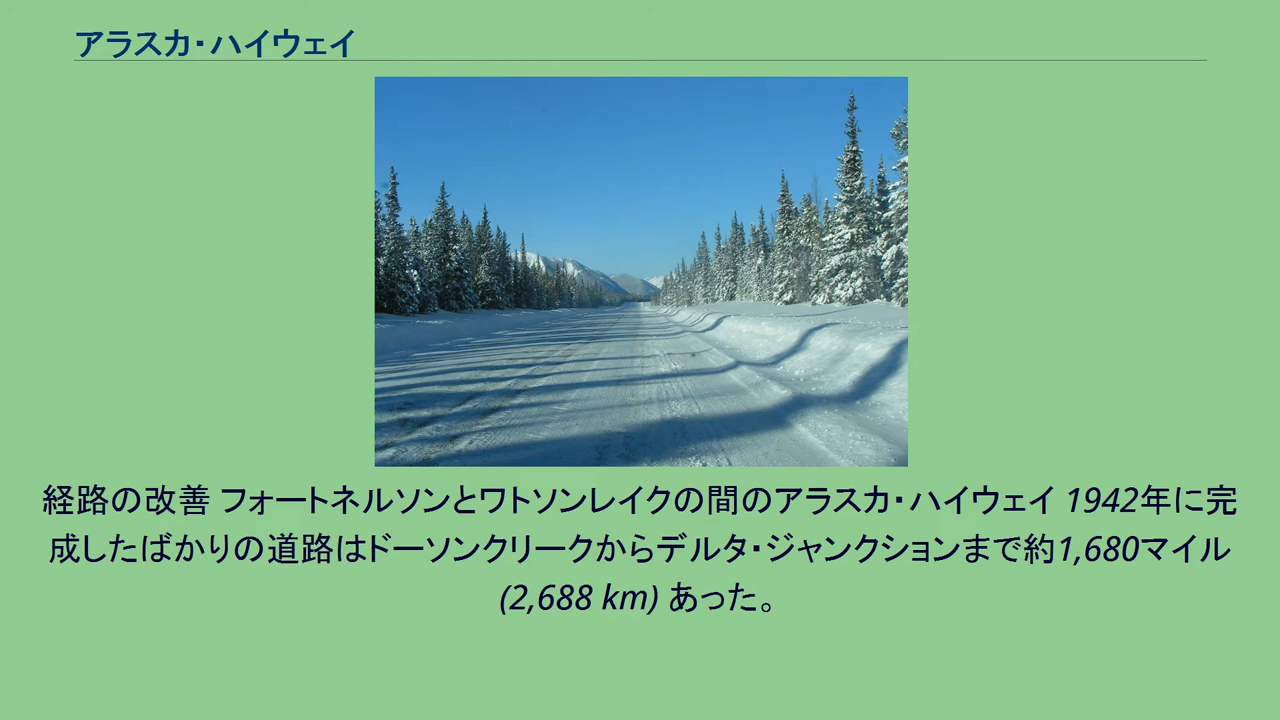 アラスカ・ハイウェイ
経路の改善 フォートネルソンとワトソンレイクの間のアラスカ・ハイウェイ 1942年に完
成したばかりの道路はドーソンクリークからデルタ・ジャンクションまで約1,680マイル
(2,688 km) あった。